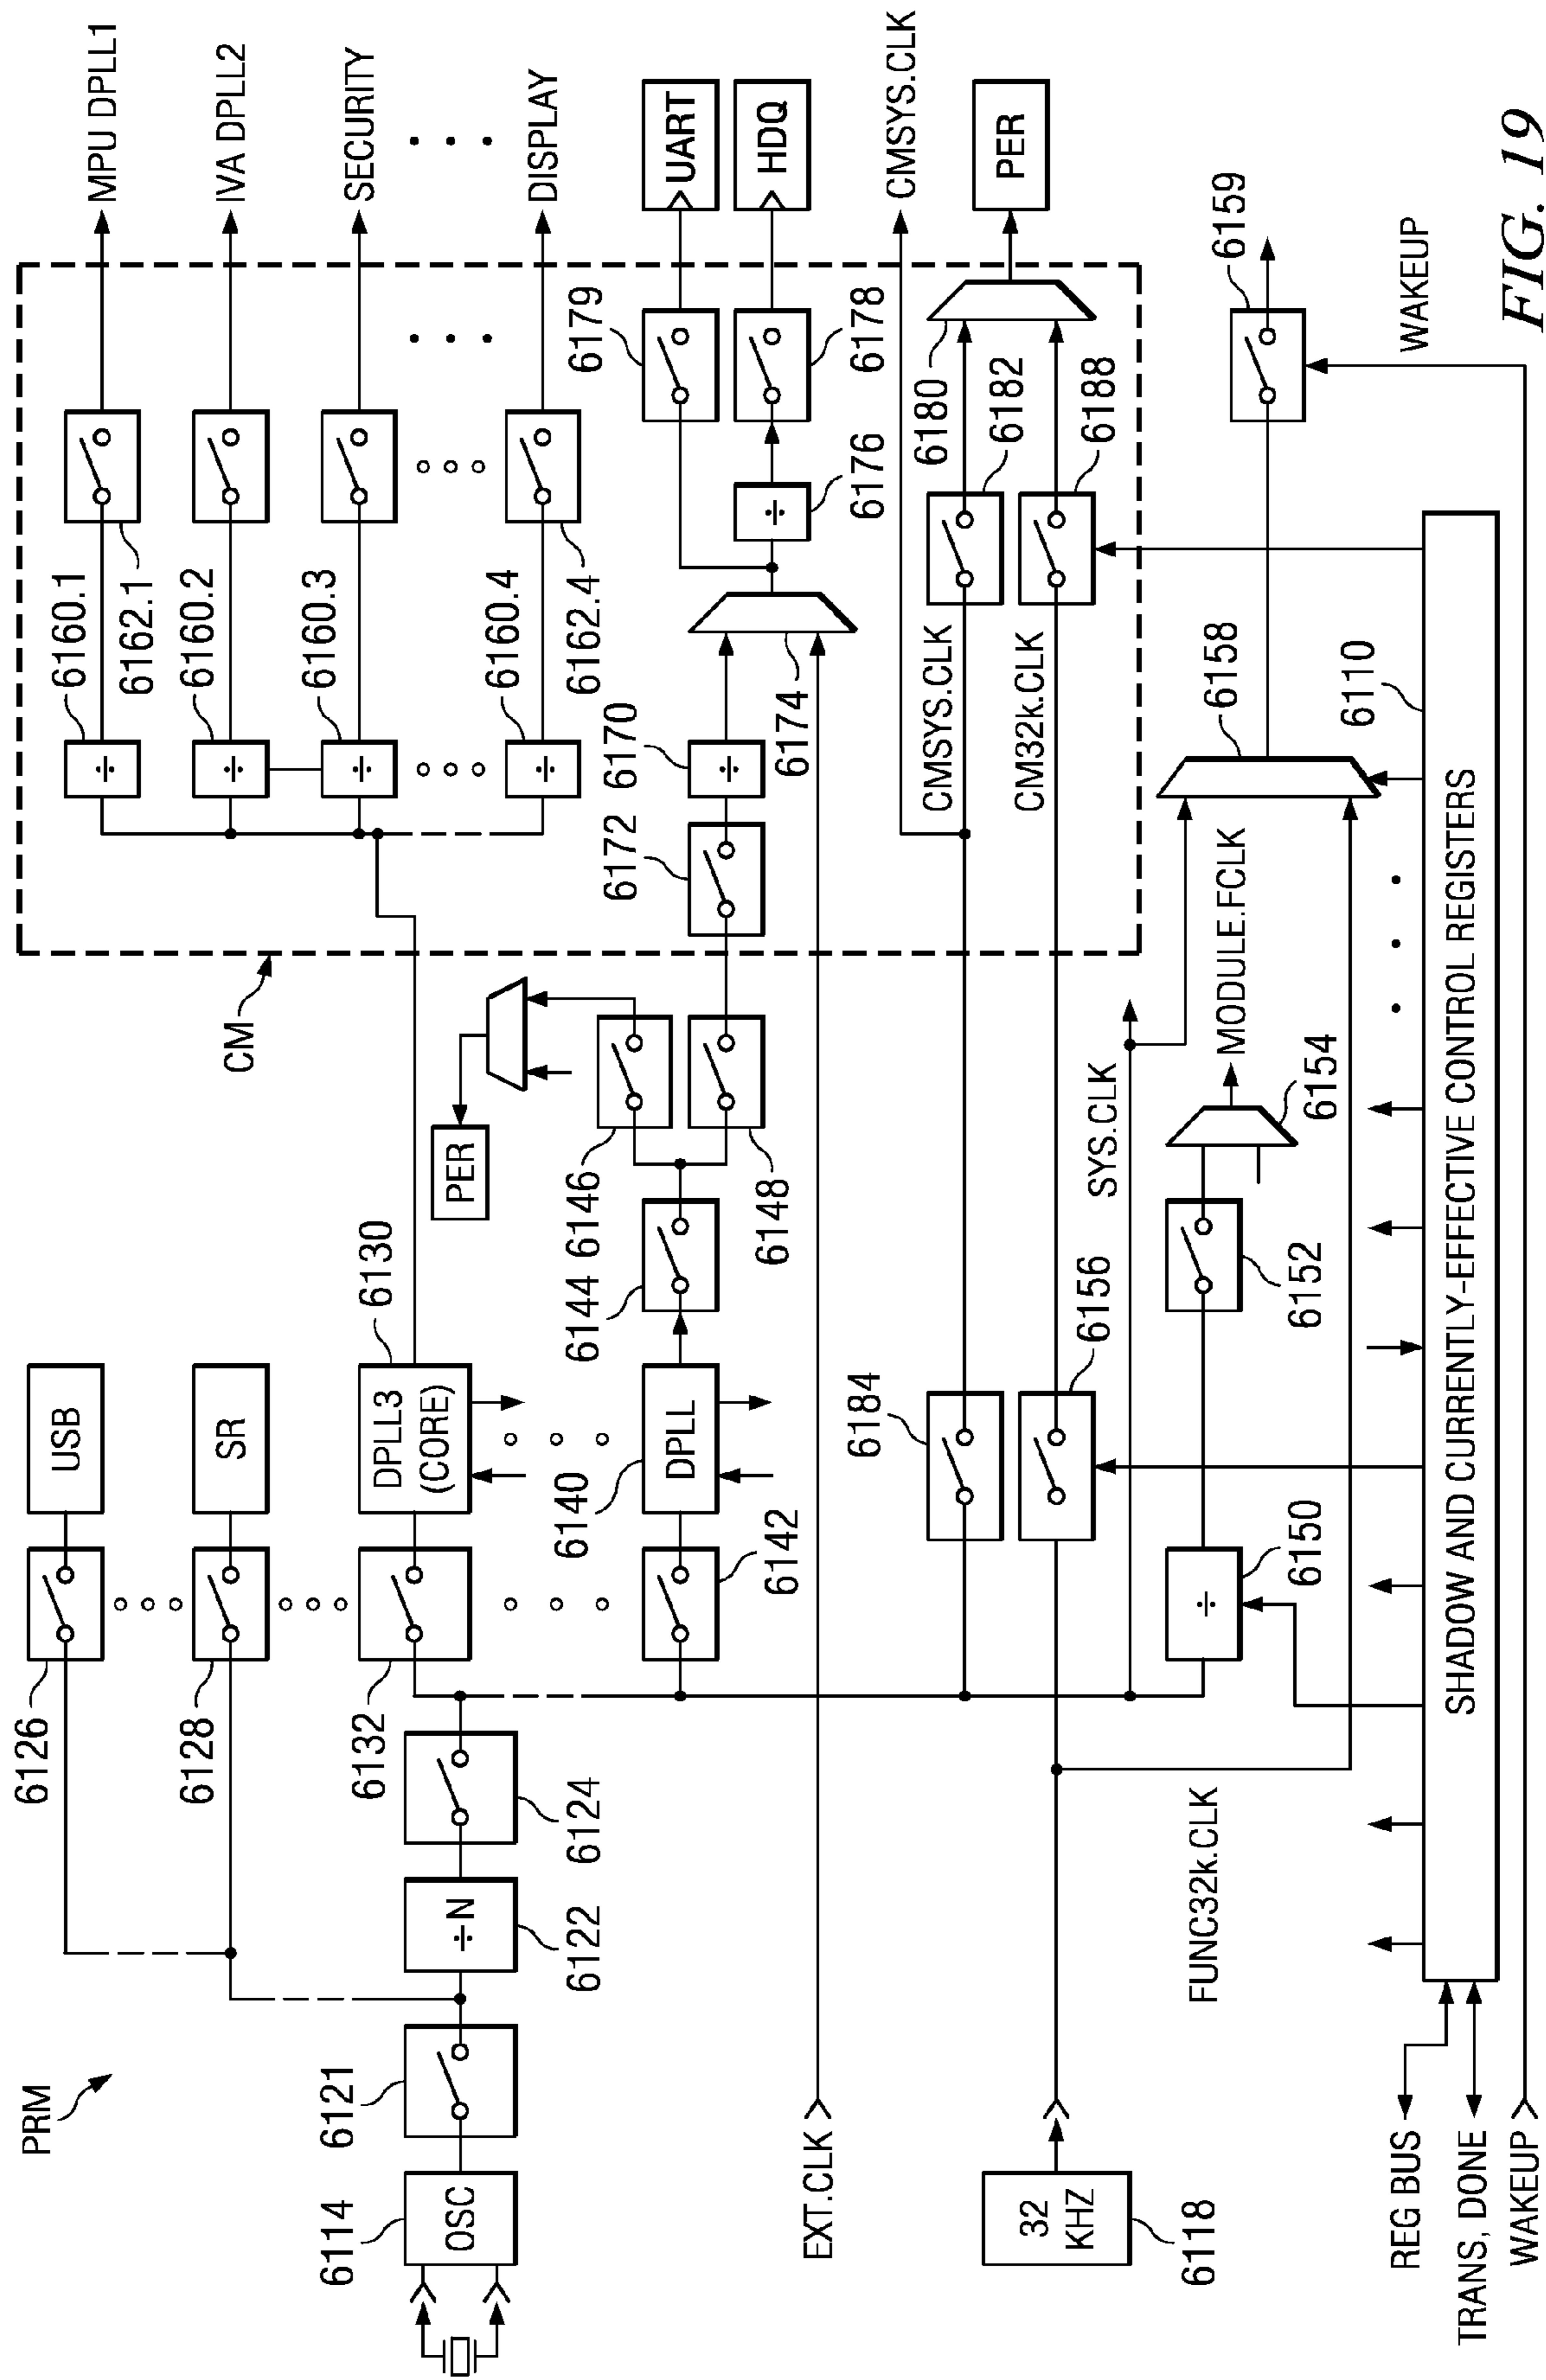 PRM
6114
OSC
6121
÷N
6122
6124
6126
USB
6128
SR
6132
DPLL3
(CORE)
6130
6140
DPLL
6142
6144
6146
6148
PER
CM
6160.1
6162.1
MPU DPLL1
6160.2
IVA DPLL2
6160.3
SECURITY
6160.4
6162.4
DISPLAY
÷
÷
÷
÷
6172
6170
÷
6174
6176
÷
6179
UART
6178
HDQ
EXT.CLK
CMSYS.CLK
6184
CMSYS.CLK
6182
6180
PER
32
KHZ
6118
6156
CM32k.CLK
6188
SYS.CLK
6150
÷
6152
6154
MODULE.FCLK
6158
6159
WAKEUP
FUNC32k.CLK
6110
SHADOW AND CURRENTLY-EFFECTIVE CONTROL REGISTERS
REG BUS
TRANS, DONE
WAKEUP
FIG. 19